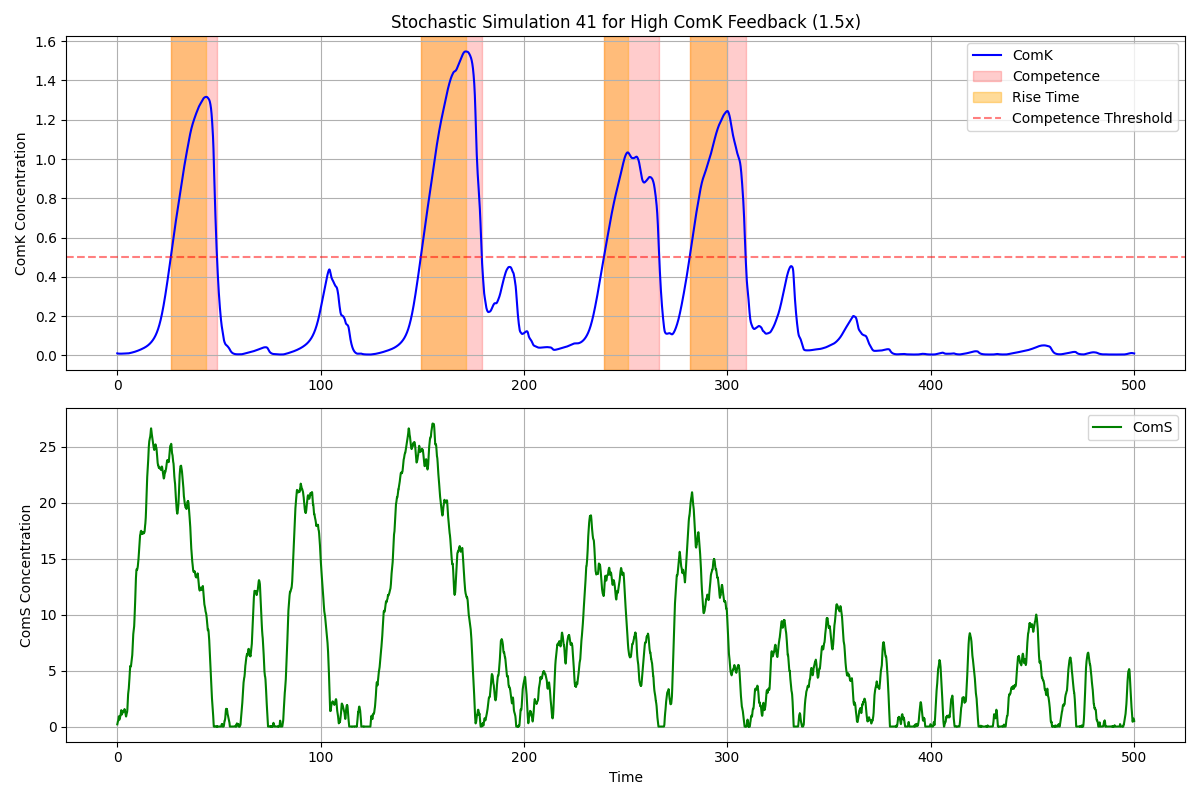 Stochastic Simulation 41 for High ComK Feedback (1.5x)
ComK Concentration
1.6
1.4
1.2
1.0
0.8
0.6
0.4
0.2
0.0
ComK
Competence
Rise Time
Competence Threshold
0 100 200 300 400 500
ComS Concentration
25
20
15
10
5
0
ComS
0 100 200 300 400 500
Time